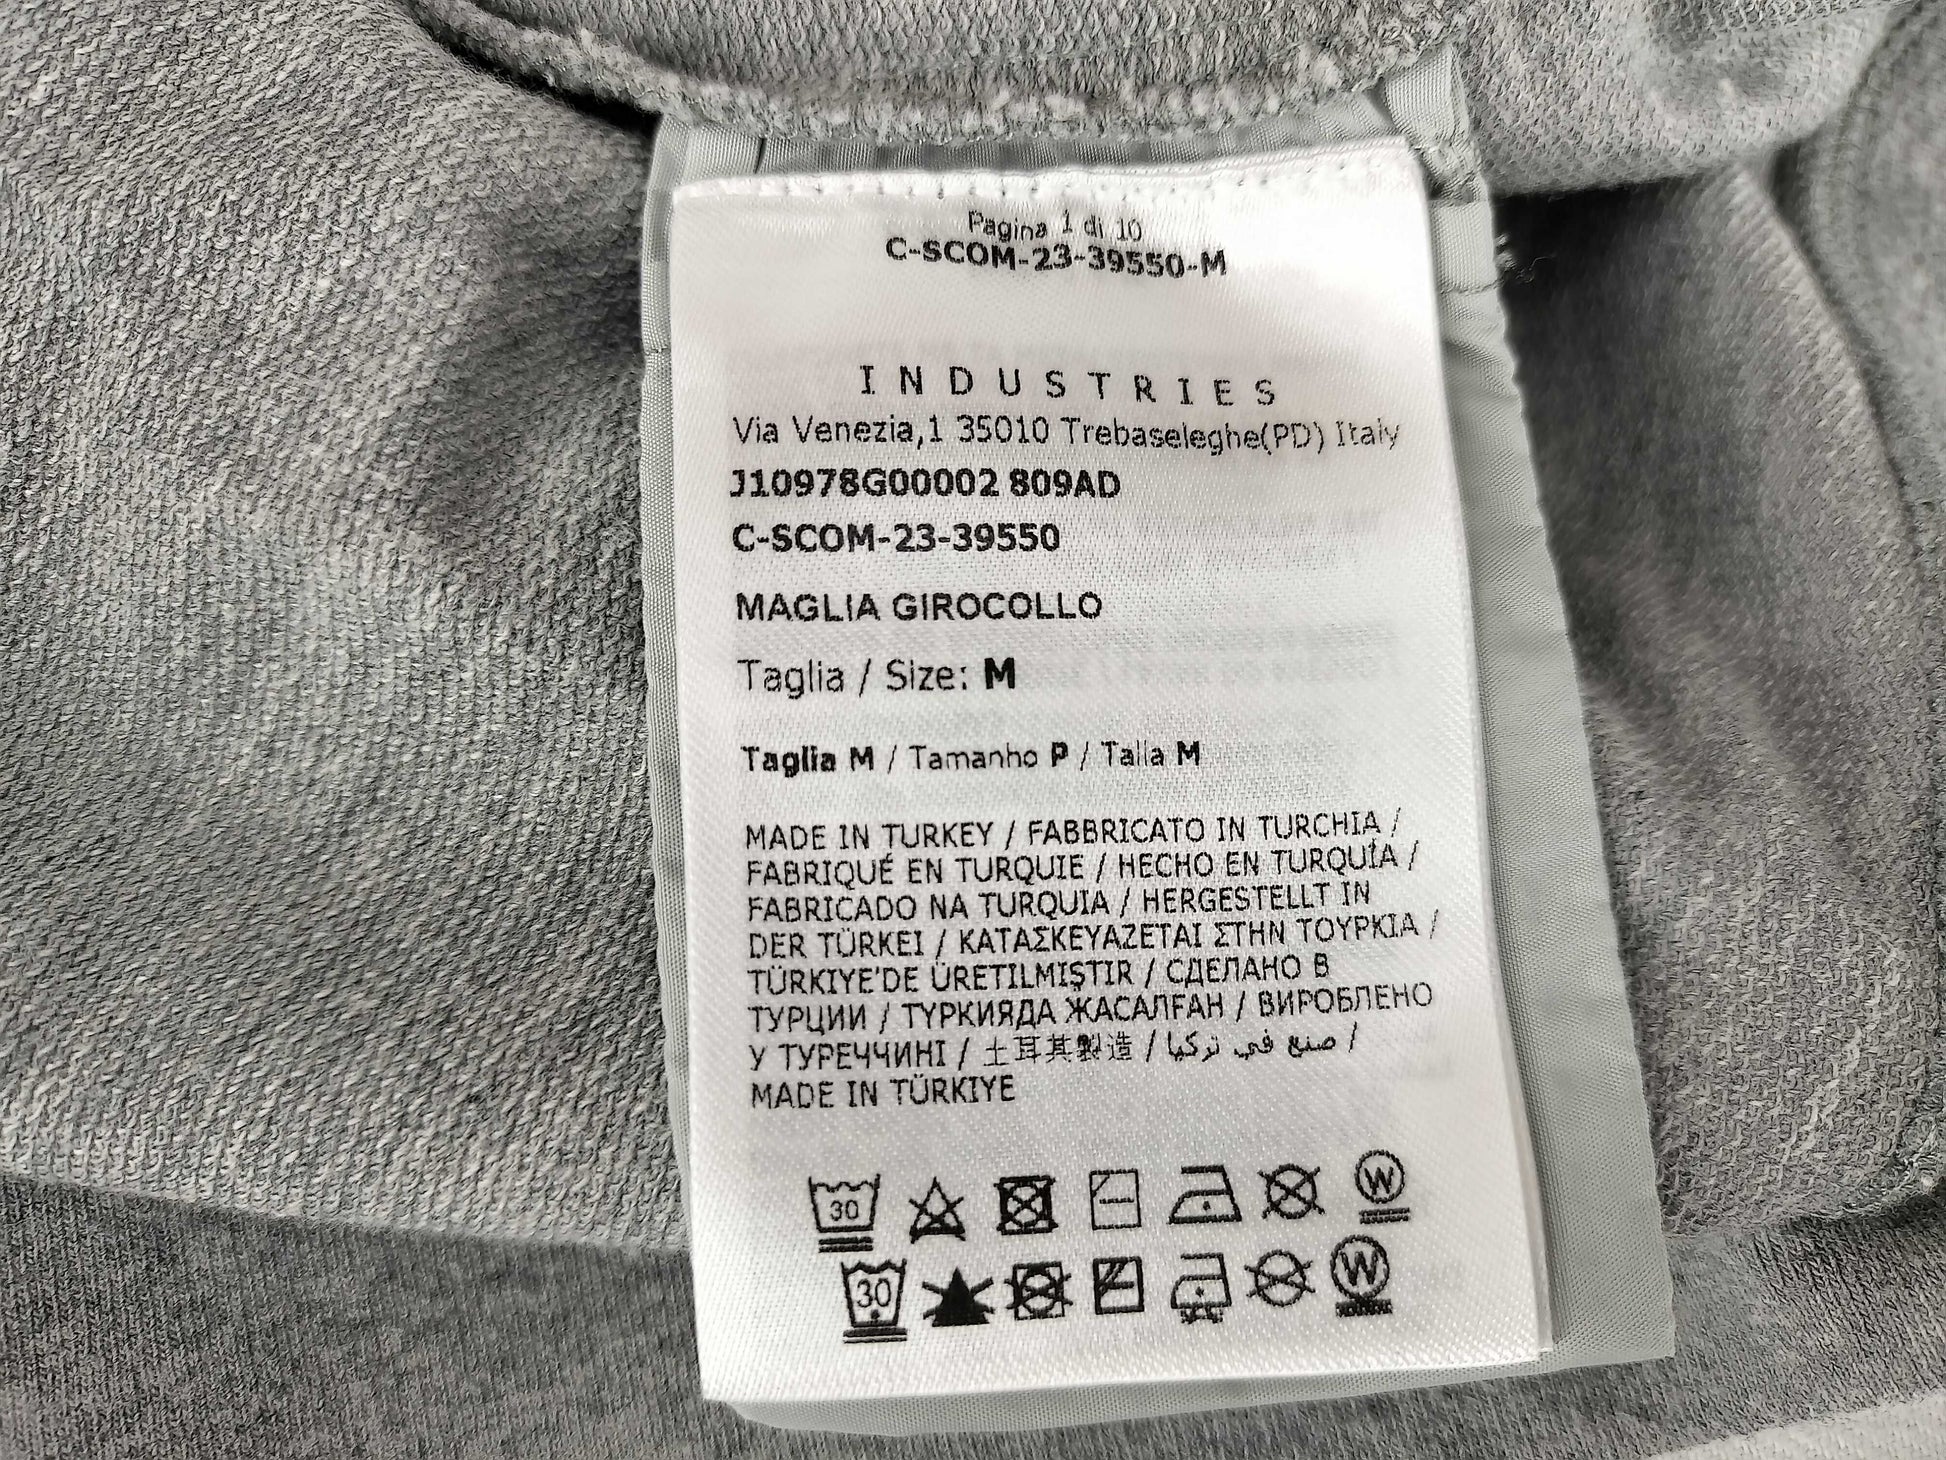 Pagina 1 di 10
C-SCOM-23-39550-M
INDUSTRIES
Via Venezia,1 35010 Trebaseleghe(PD) Italy
J10978G00002 809AD
C-SCOM-23-39550
MAGLIA GIROCOLLO
Taglia / Size: M
Taglia M / Tamanho P / Talla M
MADE IN TURKEY / FABBRICATO IN TURCHIA /
FABRIQUÉ EN TURQUIE / HECHO EN TURQUÍA /
FABRICADO NA TURQUIA / HERGESTELLT IN
DER TÜRKEI / ΚΑΤΑΣΚΕΥΑΖΕΤΑΙ ΣΤΗΝ ΤΟΥΡΚΙΑ /
TÜRKIYE'DE ÜRETILMIŞTIR / СДЕЛАНО В
ТУРЦИИ / ТҮРКИЯДА ЖАСАЛҒАН / ВИРОБЛЕНО
У ТУРЕЧЧИНІ / 土耳其製造 / صنع في تركيا /
MADE IN TÜRKIYE
30 W
30 W